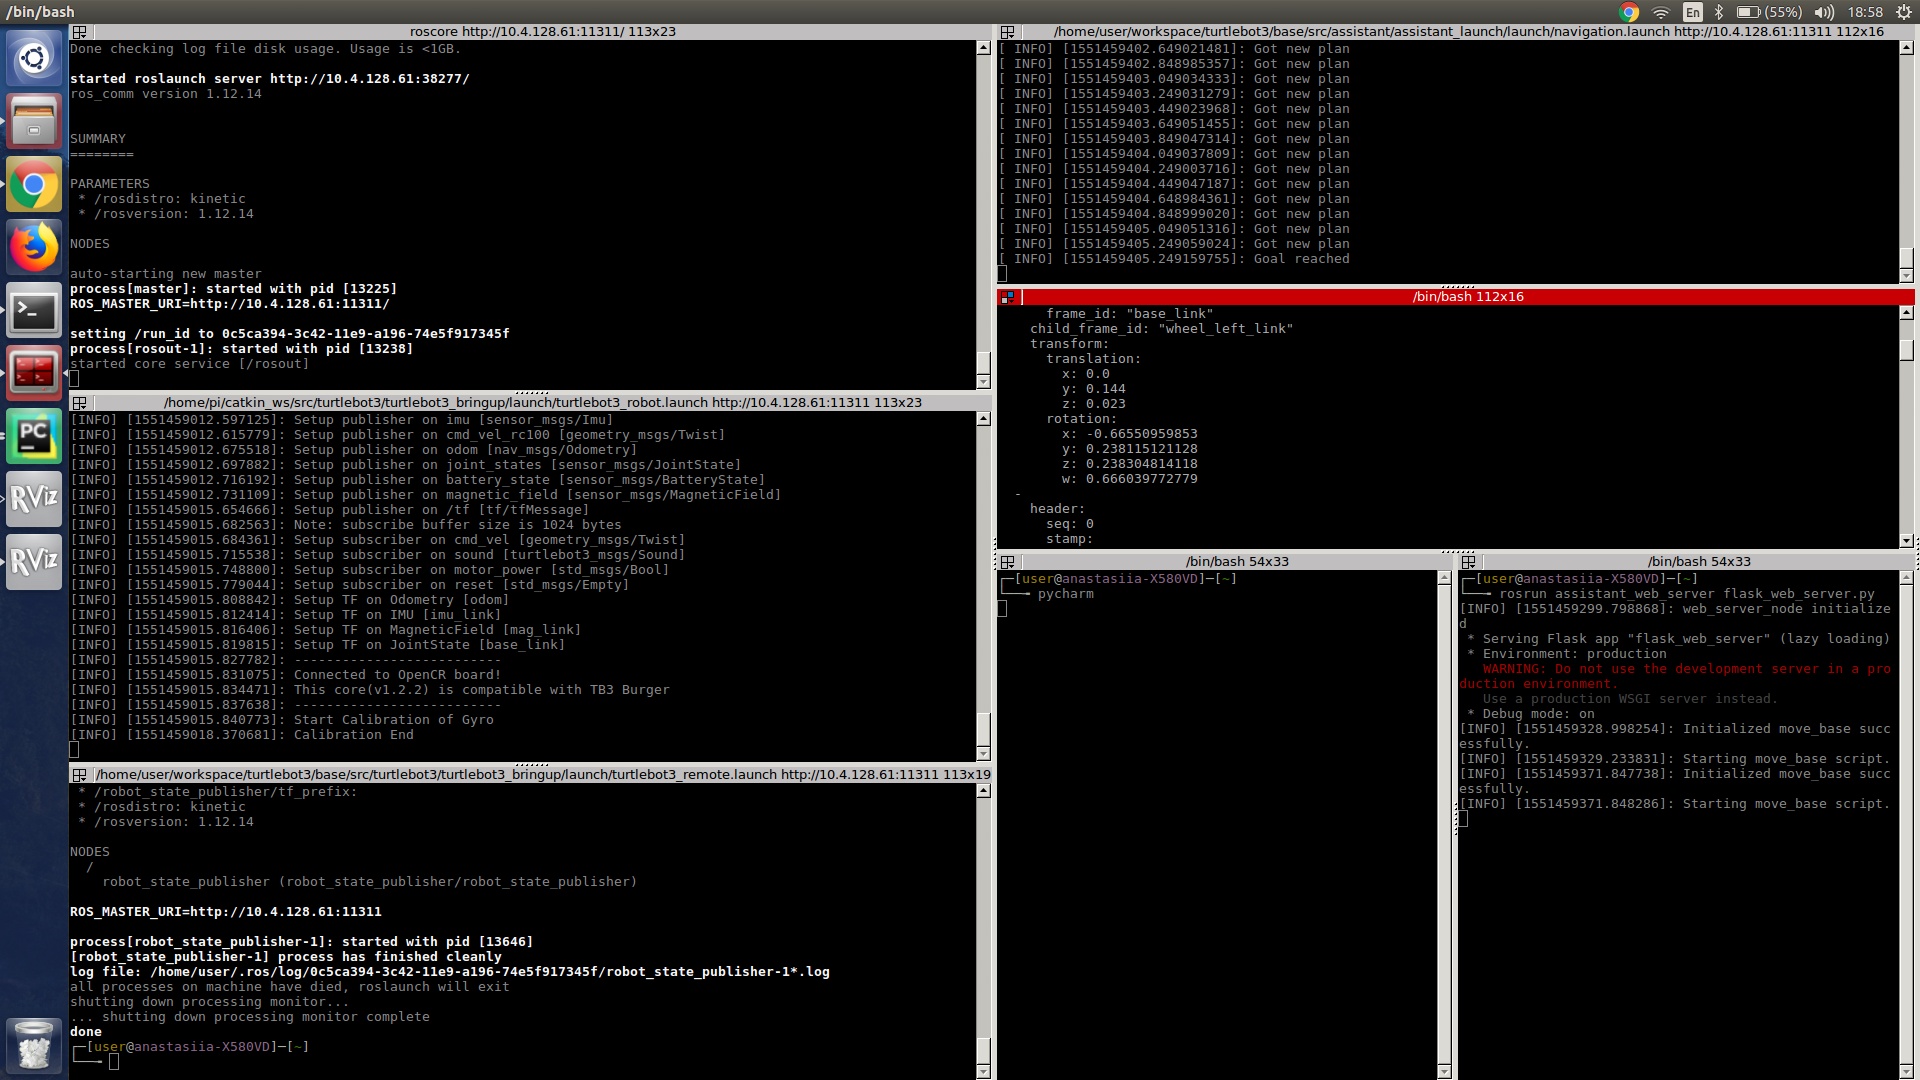 /bin/bash
En
(55%)
18:58
roscore http://10.4.128.61:11311/ 113x23
Done checking log file disk usage. Usage is <1GB.
started roslaunch server http://10.4.128.61:38277/
ros_comm version 1.12.14
SUMMARY
========
PARAMETERS
* /rosdistro: kinetic
* /rosversion: 1.12.14
NODES
auto-starting new master
process[master]: started with pid [13225]
ROS_MASTER_URI=http://10.4.128.61:11311/
setting /run_id to 0c5ca394-3c42-11e9-a196-74e5f917345f
process[rosout-1]: started with pid [13238]
started core service [/rosout]
/home/pi/catkin_ws/src/turtlebot3/turtlebot3_bringup/launch/turtlebot3_robot.launch http://10.4.128.61:11311 113x23
[INFO] [1551459012.597125]: Setup publisher on imu [sensor_msgs/Imu]
[INFO] [1551459012.615779]: Setup publisher on cmd_vel_rc100 [geometry_msgs/Twist]
[INFO] [1551459012.675518]: Setup publisher on odom [nav_msgs/Odometry]
[INFO] [1551459012.697882]: Setup publisher on joint_states [sensor_msgs/JointState]
[INFO] [1551459012.716192]: Setup publisher on battery_state [sensor_msgs/BatteryState]
[INFO] [1551459012.731109]: Setup publisher on magnetic_field [sensor_msgs/MagneticField]
[INFO] [1551459015.654666]: Setup publisher on /tf [tf/tfMessage]
[INFO] [1551459015.682563]: Note: subscribe buffer size is 1024 bytes
[INFO] [1551459015.684361]: Setup subscriber on cmd_vel [geometry_msgs/Twist]
[INFO] [1551459015.715538]: Setup subscriber on sound [turtlebot3_msgs/Sound]
[INFO] [1551459015.748800]: Setup subscriber on motor_power [std_msgs/Bool]
[INFO] [1551459015.779044]: Setup subscriber on reset [std_msgs/Empty]
[INFO] [1551459015.808842]: Setup TF on Odometry [odom]
[INFO] [1551459015.812414]: Setup TF on IMU [imu_link]
[INFO] [1551459015.816406]: Setup TF on MagneticField [mag_link]
[INFO] [1551459015.819815]: Setup TF on JointState [base_link]
[INFO] [1551459015.827782]: --------------------------
[INFO] [1551459015.831075]: Connected to OpenCR board!
[INFO] [1551459015.834471]: This core(v1.2.2) is compatible with TB3 Burger
[INFO] [1551459015.837638]: --------------------------
[INFO] [1551459015.840773]: Start Calibration of Gyro
[INFO] [1551459018.370681]: Calibration End
/home/user/workspace/turtlebot3/base/src/turtlebot3/turtlebot3_bringup/launch/turtlebot3_remote.launch http://10.4.128.61:11311 113x19
* /robot_state_publisher/tf_prefix:
* /rosdistro: kinetic
* /rosversion: 1.12.14
NODES
/
robot_state_publisher (robot_state_publisher/robot_state_publisher)
ROS_MASTER_URI=http://10.4.128.61:11311
process[robot_state_publisher-1]: started with pid [13646]
[robot_state_publisher-1] process has finished cleanly
log file: /home/user/.ros/log/0c5ca394-3c42-11e9-a196-74e5f917345f/robot_state_publisher-1*.log
all processes on machine have died, roslaunch will exit
shutting down processing monitor...
... shutting down processing monitor complete
done
[user@anastasiia-X580VD]-[~]
/home/user/workspace/turtlebot3/base/src/assistant/assistant_launch/launch/navigation.launch http://10.4.128.61:11311 112x16
[ INFO] [1551459402.649021481]: Got new plan
[ INFO] [1551459402.848985357]: Got new plan
[ INFO] [1551459403.049034333]: Got new plan
[ INFO] [1551459403.249031279]: Got new plan
[ INFO] [1551459403.449023968]: Got new plan
[ INFO] [1551459403.649051455]: Got new plan
[ INFO] [1551459403.849047314]: Got new plan
[ INFO] [1551459404.049037809]: Got new plan
[ INFO] [1551459404.249003716]: Got new plan
[ INFO] [1551459404.449047187]: Got new plan
[ INFO] [1551459404.648984361]: Got new plan
[ INFO] [1551459404.848999020]: Got new plan
[ INFO] [1551459405.049051316]: Got new plan
[ INFO] [1551459405.249059024]: Got new plan
[ INFO] [1551459405.249159755]: Goal reached
/bin/bash 112x16
frame_id: "base_link"
child_frame_id: "wheel_left_link"
transform:
translation:
x: 0.0
y: 0.144
z: 0.023
rotation:
x: -0.66550959853
y: 0.238115121128
z: 0.238304814118
w: 0.666039772779
-
header:
seq: 0
stamp:
/bin/bash 54x33
[user@anastasiia-X580VD]-[~]
pycharm
/bin/bash 54x33
[user@anastasiia-X580VD]-[~]
rosrun assistant_web_server flask_web_server.py
[INFO] [1551459299.798868]: web_server_node initialize
d
* Serving Flask app "flask_web_server" (lazy loading)
* Environment: production
WARNING: Do not use the development server in a pro
duction environment.
Use a production WSGI server instead.
* Debug mode: on
[INFO] [1551459328.998254]: Initialized move_base succ
essfully.
[INFO] [1551459329.233831]: Starting move_base script.
[INFO] [1551459371.847738]: Initialized move_base succ
essfully.
[INFO] [1551459371.848286]: Starting move_base script.
PC
RViz
RViz